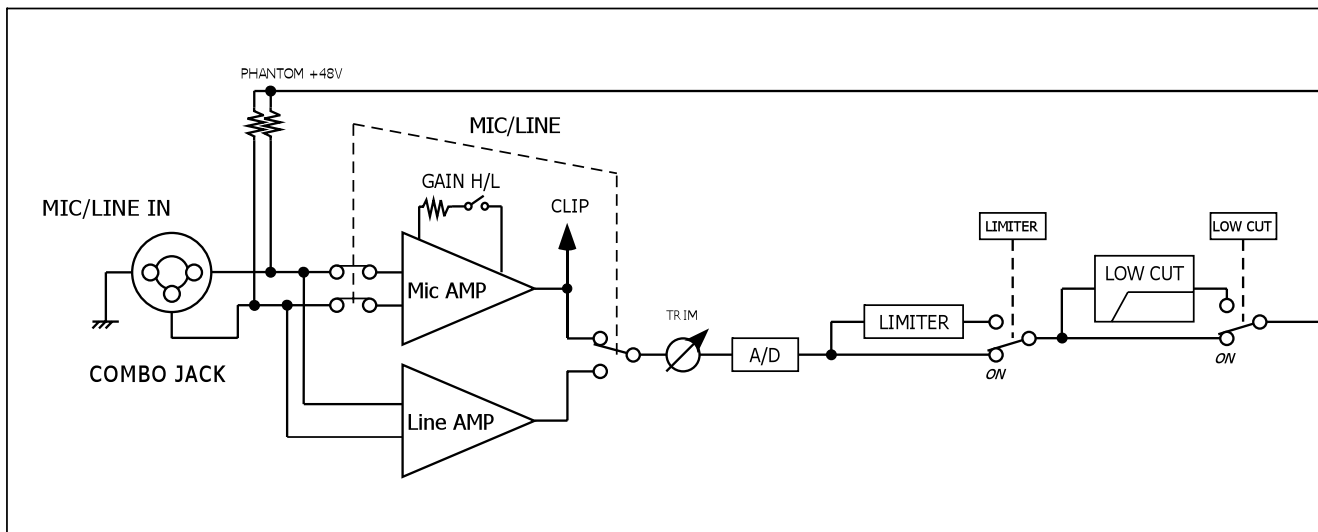 PHANTOM +48V
MIC/LINE
GAIN H/L
CLIP
MIC/LINE IN
LIMITER
LOW CUT
Mic AMP
LOW CUT
TRIM
LIMITER
A/D
COMBO JACK
ON
ON
Line AMP